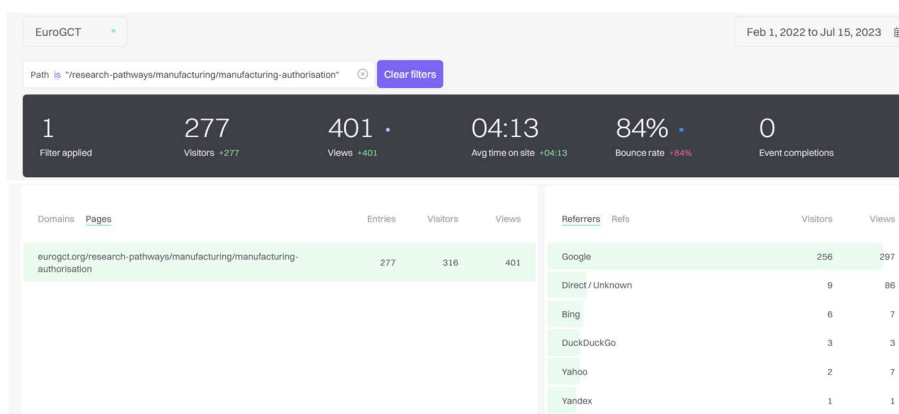 EuroGCT
Feb 1, 2022 to Jul 15, 2023
Path is "/research-pathways/manufacturing/manufacturing-authorisation"
Clear filters
1
277
401
04:13
84%
0
Filter applied
Visitors +277
Views +401
Avg time on site +04:13
Bounce rate +84%
Event completions
Domains Pages Entries Visitors Views
eurogct.org/research-pathways/manufacturing/manufacturing-
authorisation
277 316 401
Referrers Refs Visitors Views
Google 256 297
Direct / Unknown 9 86
Bing 6 7
DuckDuckGo 3 3
Yahoo 2 7
Yandex 1 1